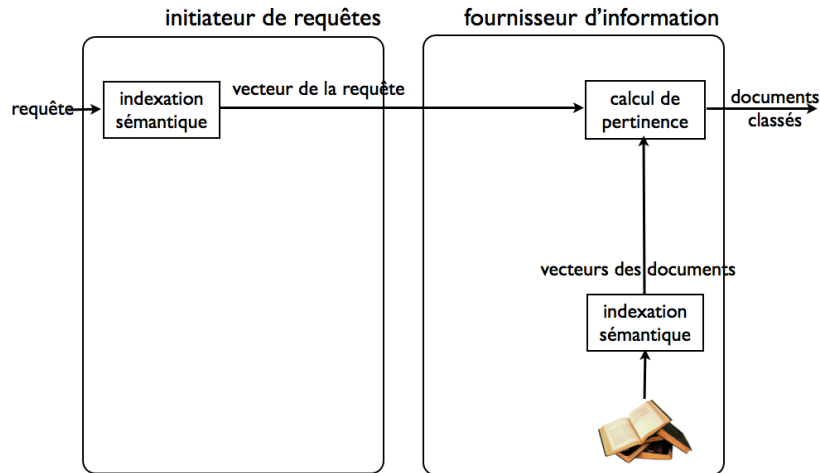 initiateur de requêtes
fournisseur d'information
requête
indexation
sémantique
vecteur de la requête
calcul de
pertinence
documents
classés
vecteurs des documents
indexation
sémantique